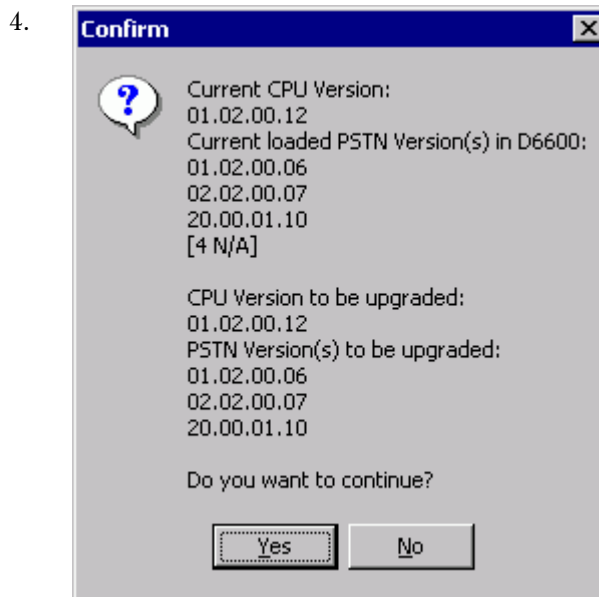 4.
Confirm
Current CPU Version:
01.02.00.12
Current loaded PSTN Version(s) in D6600:
01.02.00.06
02.02.00.07
20.00.01.10
[4 N/A]
CPU Version to be upgraded:
01.02.00.12
PSTN Version(s) to be upgraded:
01.02.00.06
02.02.00.07
20.00.01.10
Do you want to continue?
Yes No